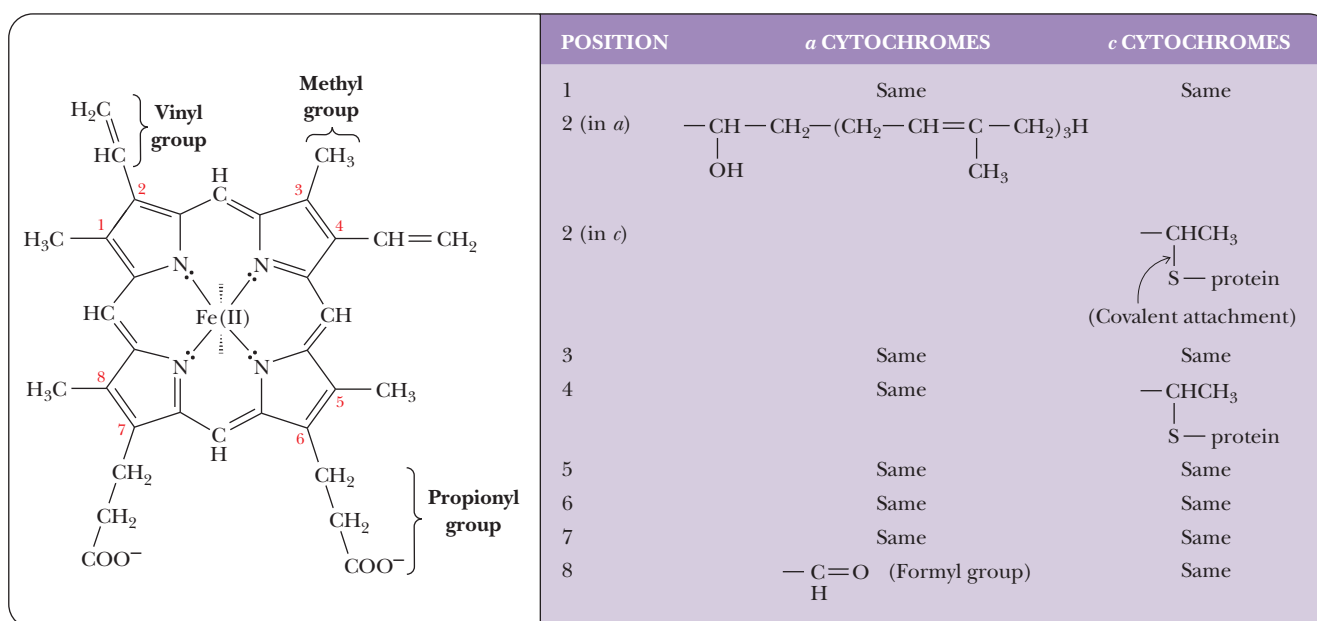 Vinyl
group
Methyl
group
H₂C
HC
CH₃
H
C
2
3
1
4
H₃C
CH=CH₂
N
N
HC
Fe(II)
CH
N
N
H₃C
8
5
CH₃
7
C
H
6
CH₂
CH₂
CH₂
CH₂
Propionyl
group
COO⁻
COO⁻
POSITION a CYTOCHROMES c CYTOCHROMES
1 Same Same
2 (in a) —CH—CH₂—(CH₂—CH=C—CH₂)₃H
OH CH₃
2 (in c) —CHCH₃
S— protein
(Covalent attachment)
3 Same Same
4 Same —CHCH₃
S— protein
5 Same Same
6 Same Same
7 Same Same
8 —C=O (Formyl group) Same
H